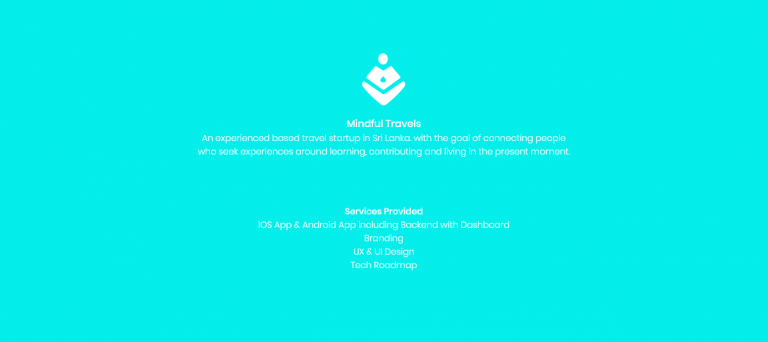 Mindful Travels
An experienced based travel startup in Sri Lanka. with the goal of connecting people
who seek experiences around learning, contributing and living in the present moment.
Services Provided
iOS App & Android App including Backend with Dashboard
Branding
UX & UI Design
Tech Roadmap